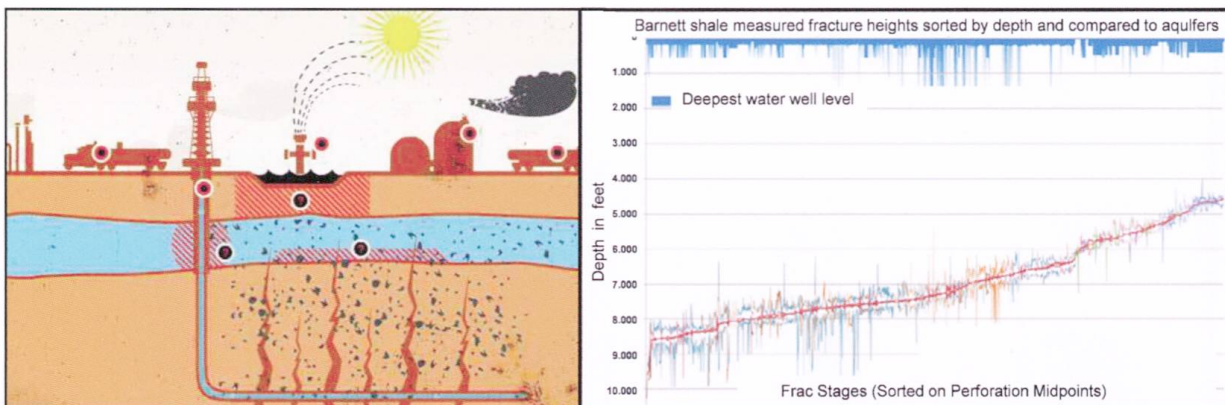 Barnett shale measured fracture heights sorted by depth and compared to aqulfers
1.000
Deepest water well level
2.000
3.000
4.000
5.000
6.000
7.000
8.000
9.000
10.000
Depth in feet
Frac Stages (Sorted on Perforation Midpoints)